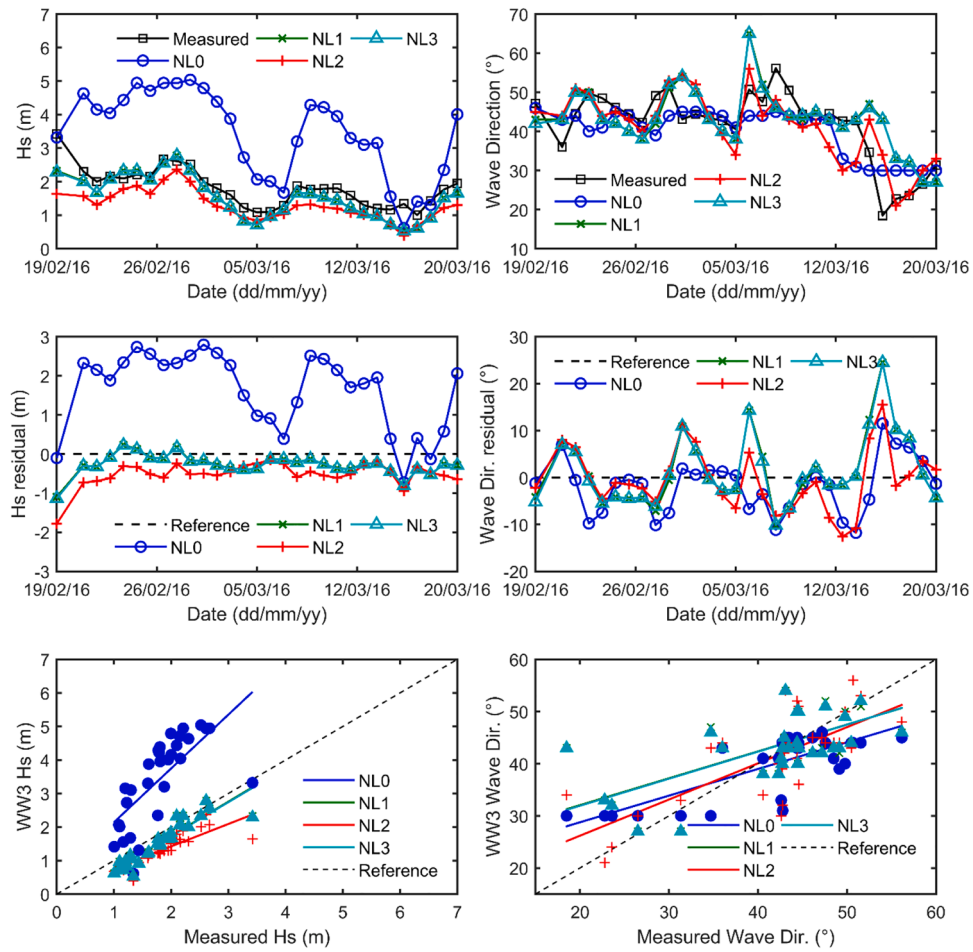 7
6
5
4
3
2
1
0
Hs (m)
Measured
NL0
NL1
NL2
NL3
19/02/16 26/02/16 05/03/16 12/03/16 20/03/16
Date (dd/mm/yy)
70
60
50
40
30
20
10
Wave Direction (°)
Measured
NL0
NL1
NL2
NL3
19/02/16 26/02/16 05/03/16 12/03/16 20/03/16
Date (dd/mm/yy)
3
2
1
0
-1
-2
-3
Hs residual (m)
Reference
NL0
NL1
NL2
NL3
19/02/16 26/02/16 05/03/16 12/03/16 20/03/16
Date (dd/mm/yy)
30
20
10
0
-10
-20
Wave Dir. residual (°)
Reference
NL0
NL1
NL2
NL3
19/02/16 26/02/16 05/03/16 12/03/16 20/03/16
Date (dd/mm/yy)
7
6
5
4
3
2
1
0
WW3 Hs (m)
NL0
NL1
NL2
NL3
Reference
0 1 2 3 4 5 6 7
Measured Hs (m)
60
50
40
30
20
WW3 Wave Dir. (°)
NL0
NL1
NL2
NL3
Reference
20 30 40 50 60
Measured Wave Dir. (°)